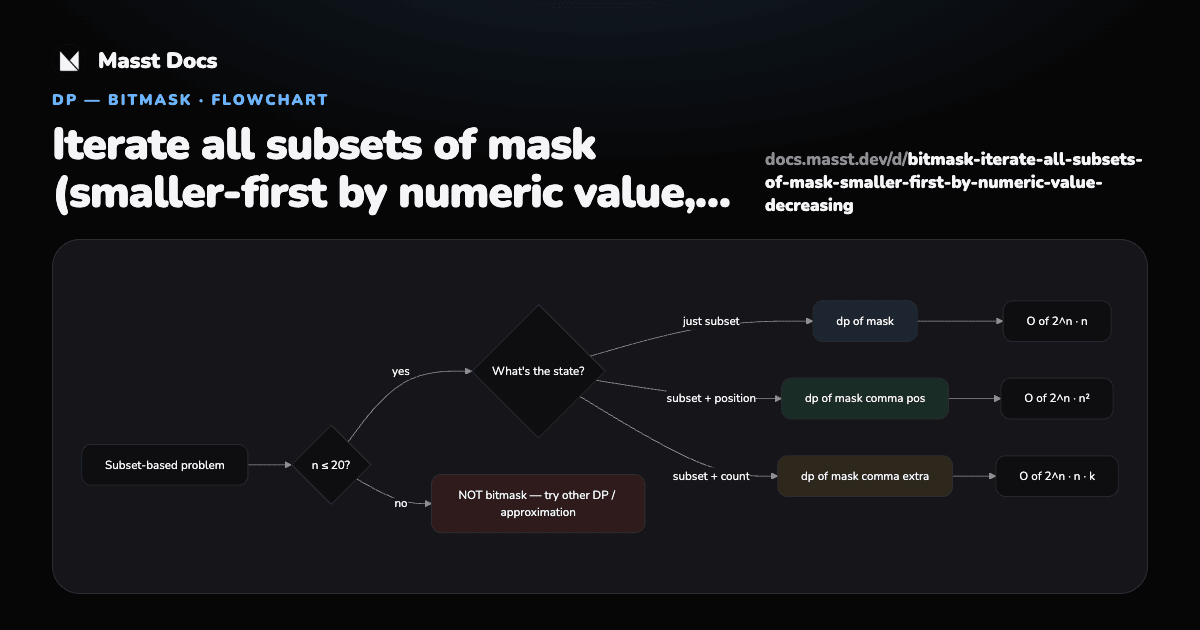 Masst Docs
DP — BITMASK · FLOWCHART
Iterate all subsets of mask
(smaller-first by numeric value,...
docs.masst.dev/d/bitmask-iterate-all-subsets-
of-mask-smaller-first-by-numeric-value-
decreasing
Subset-based problem
n ≤ 20?
yes
no
What's the state?
NOT bitmask — try other DP /
approximation
just subset
dp of mask
O of 2^n · n
subset + position
dp of mask comma pos
O of 2^n · n²
subset + count
dp of mask comma extra
O of 2^n · n · k